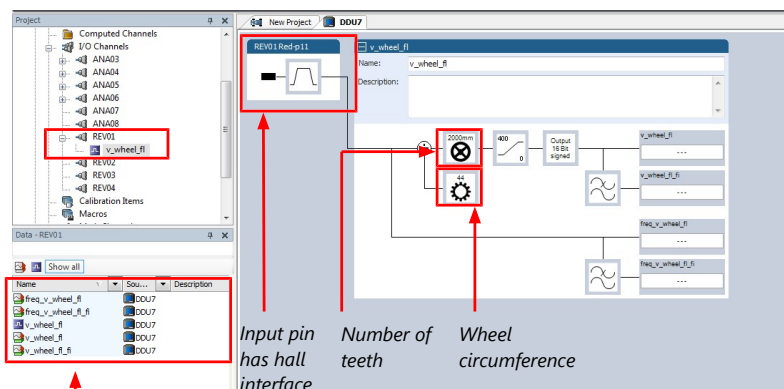 Project
New Project
DDU7
Computed Channels
I/O Channels
ANA03
ANA04
ANA05
ANA06
ANA07
ANA08
REV01
v_wheel_fl
REV02
REV03
REV04
Calibration Items
Macros
Data - REV01
Show all
Name
Sou...
Description
freq_v_wheel_fl
DDU7
freq_v_wheel_fl_fi
DDU7
v_wheel_fl
DDU7
v_wheel_fl
DDU7
v_wheel_fl_fi
DDU7
REV01 Red-p11
v_wheel_fl
Name:
v_wheel_fl
Description:
2000mm
400
0
Output
16 Bit
signed
44
v_wheel_fl
---
v_wheel_fl_fi
---
freq_v_wheel_fl
---
freq_v_wheel_fl_fi
---
Input pin
has hall
interface
Number of
teeth
Wheel
circumference